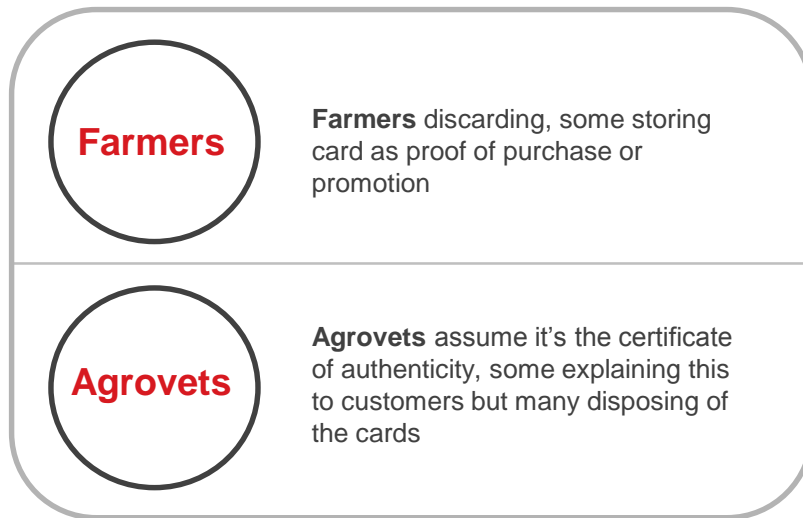 Farmers
Farmers discarding, some storing
card as proof of purchase or
promotion
Agrovets
Agrovets assume it’s the certificate
of authenticity, some explaining this
to customers but many disposing of
the cards